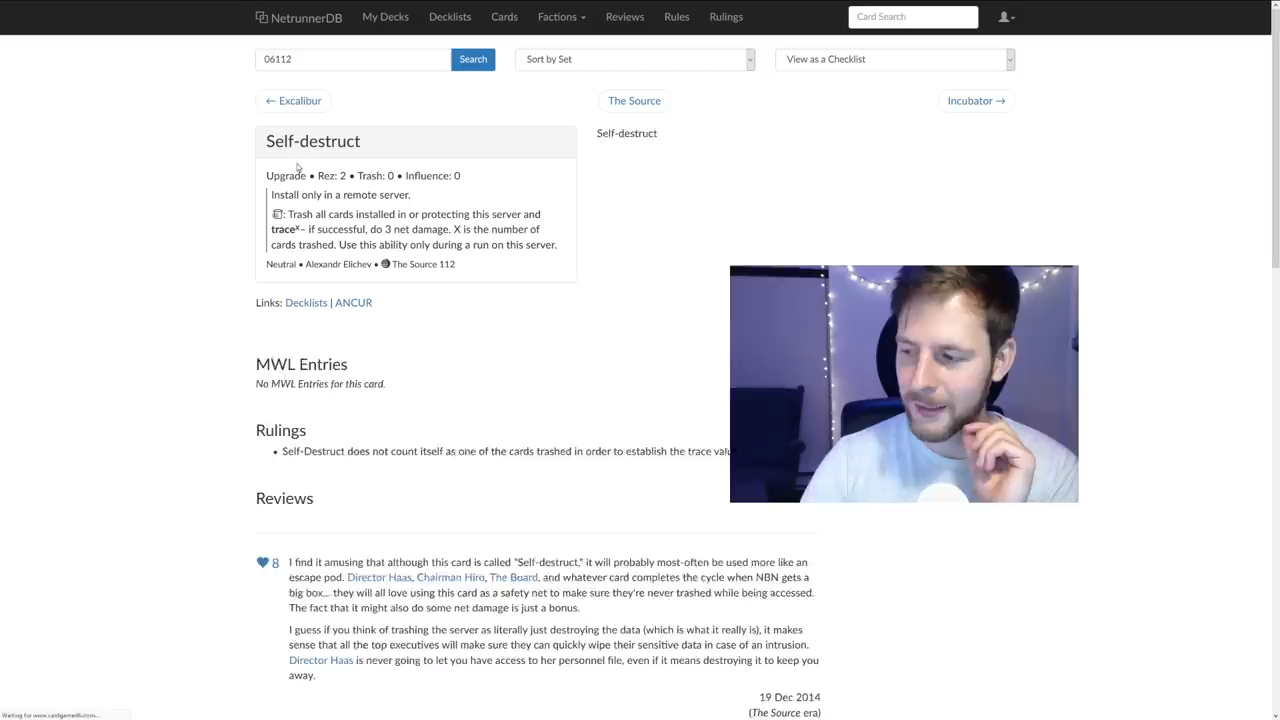 NetrunnerDB My Decks Decklists Cards Factions Reviews Rules Rulings Card Search
06112 Search Sort by Set View as a Checklist
← Excalibur The Source Incubator →
Self-destruct
Self-destruct
Upgrade • Rez: 2 • Trash: 0 • Influence: 0
Install only in a remote server.
: Trash all cards installed in or protecting this server and
traceˣ– if successful, do 3 net damage. X is the number of
cards trashed. Use this ability only during a run on this server.
Neutral • Alexandr Elichev • The Source 112
Links: Decklists | ANCUR
MWL Entries
No MWL Entries for this card.
Rulings
• Self-Destruct does not count itself as one of the cards trashed in order to establish the trace
Reviews
8 I find it amusing that although this card is called "Self-destruct," it will probably most-often be used more like an
escape pod. Director Haas, Chairman Hiro, The Board, and whatever card completes the cycle when NBN gets a
big box... they will all love using this card as a safety net to make sure they're never trashed while being accessed.
The fact that it might also do some net damage is just a bonus.
I guess if you think of trashing the server as literally just destroying the data (which is what it really is), it makes
sense that all the top executives will make sure they can quickly wipe their sensitive data in case of an intrusion.
Director Haas is never going to let you have access to her personnel file, even if it means destroying it to keep you
away.
19 Dec 2014
(The Source era)